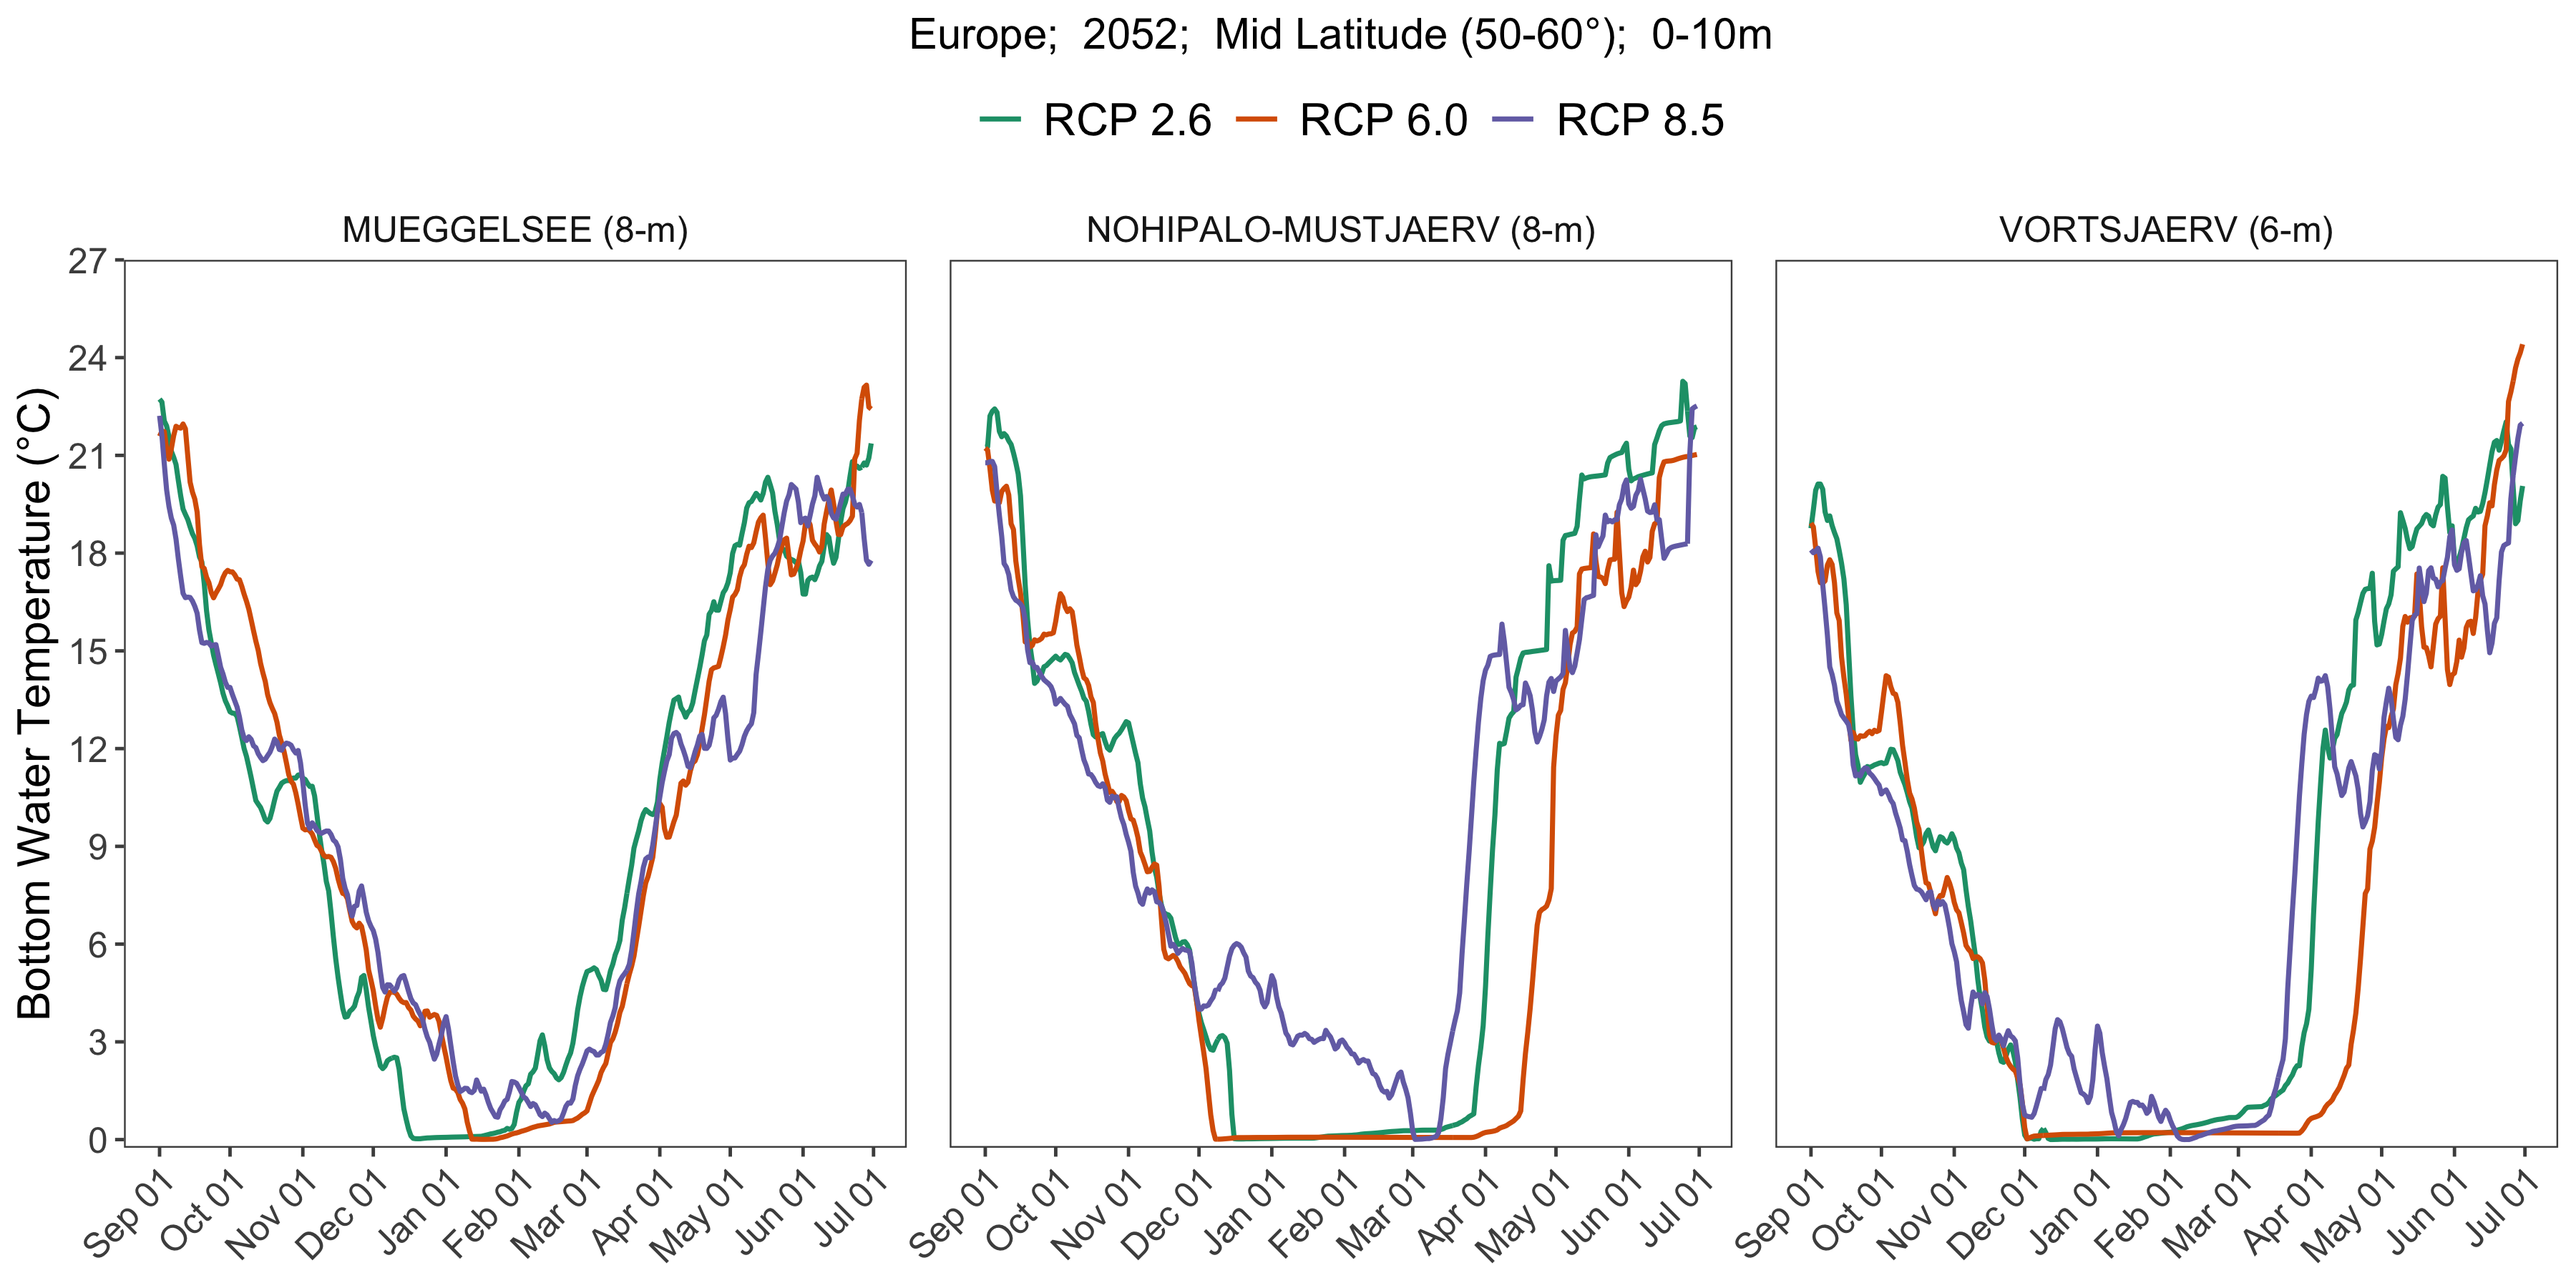 Europe;  2052;  Mid Latitude (50-60°);  0-10m
RCP 2.6 RCP 6.0 RCP 8.5
MUEGGELSEE (8-m) NOHIPALO-MUSTJAERV (8-m) VORTSJAERV (6-m)
Bottom Water Temperature (°C)
27
24
21
18
15
12
9
6
3
0
Sep 01 Oct 01 Nov 01 Dec 01 Jan 01 Feb 01 Mar 01 Apr 01 May 01 Jun 01 Jul 01 Sep 01 Oct 01 Nov 01 Dec 01 Jan 01 Feb 01 Mar 01 Apr 01 May 01 Jun 01 Jul 01 Sep 01 Oct 01 Nov 01 Dec 01 Jan 01 Feb 01 Mar 01 Apr 01 May 01 Jun 01 Jul 01